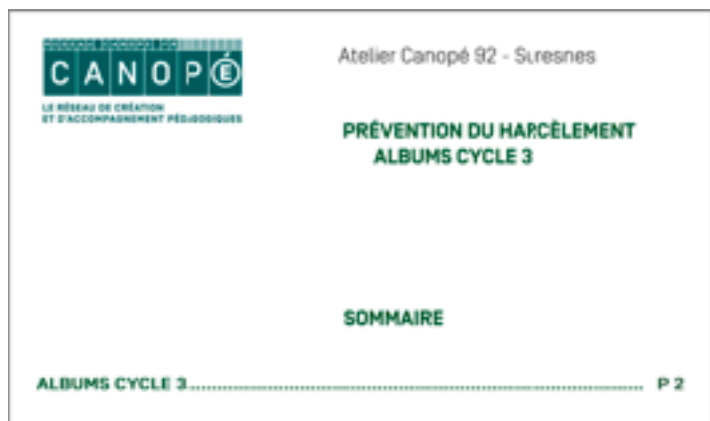 CANOPÉ
LE RÉSEAU DE CRÉATION
ET D'ACCOMPAGNEMENT PÉDAGOGIQUES
Atelier Canopé 92 - Suresnes
PRÉVENTION DU HARCÈLEMENT
ALBUMS CYCLE 3
SOMMAIRE
ALBUMS CYCLE 3.................................................................................... P 2